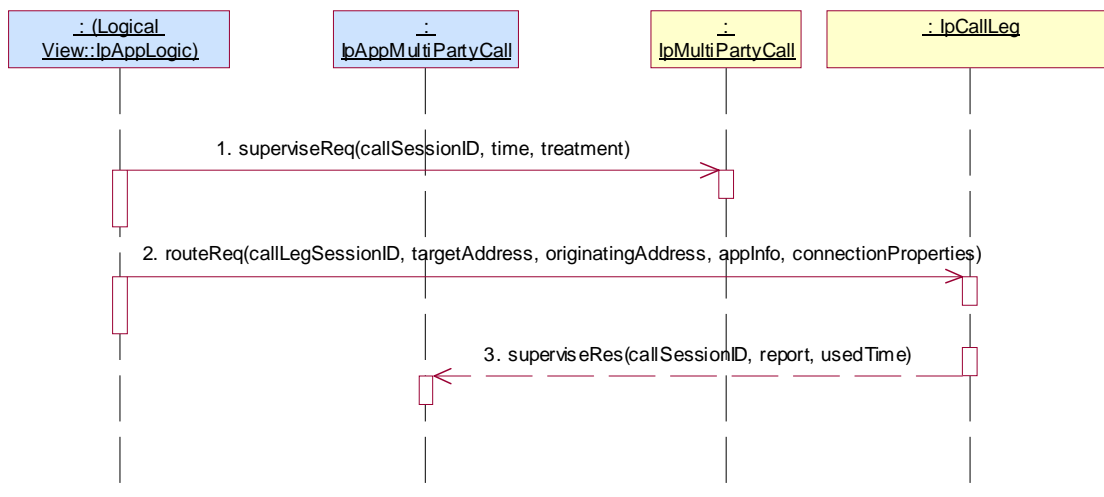 : (Logical
View::IpAppLogic)
:
IpAppMultiPartyCall
:
IpMultiPartyCall
: IpCallLeg
1. superviseReq(callSessionID, time, treatment)
2. routeReq(callLegSessionID, targetAddress, originatingAddress, appInfo, connectionProperties)
3. superviseRes(callSessionID, report, usedTime)